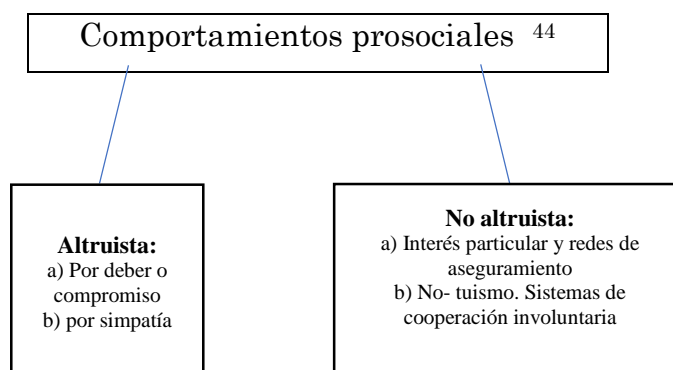 Comportamientos prosociales 44
Altruista:
a) Por deber o
compromiso
b) por simpatía
No altruista:
a) Interés particular y redes de
aseguramiento
b) No- tuismo. Sistemas de
cooperación involuntaria